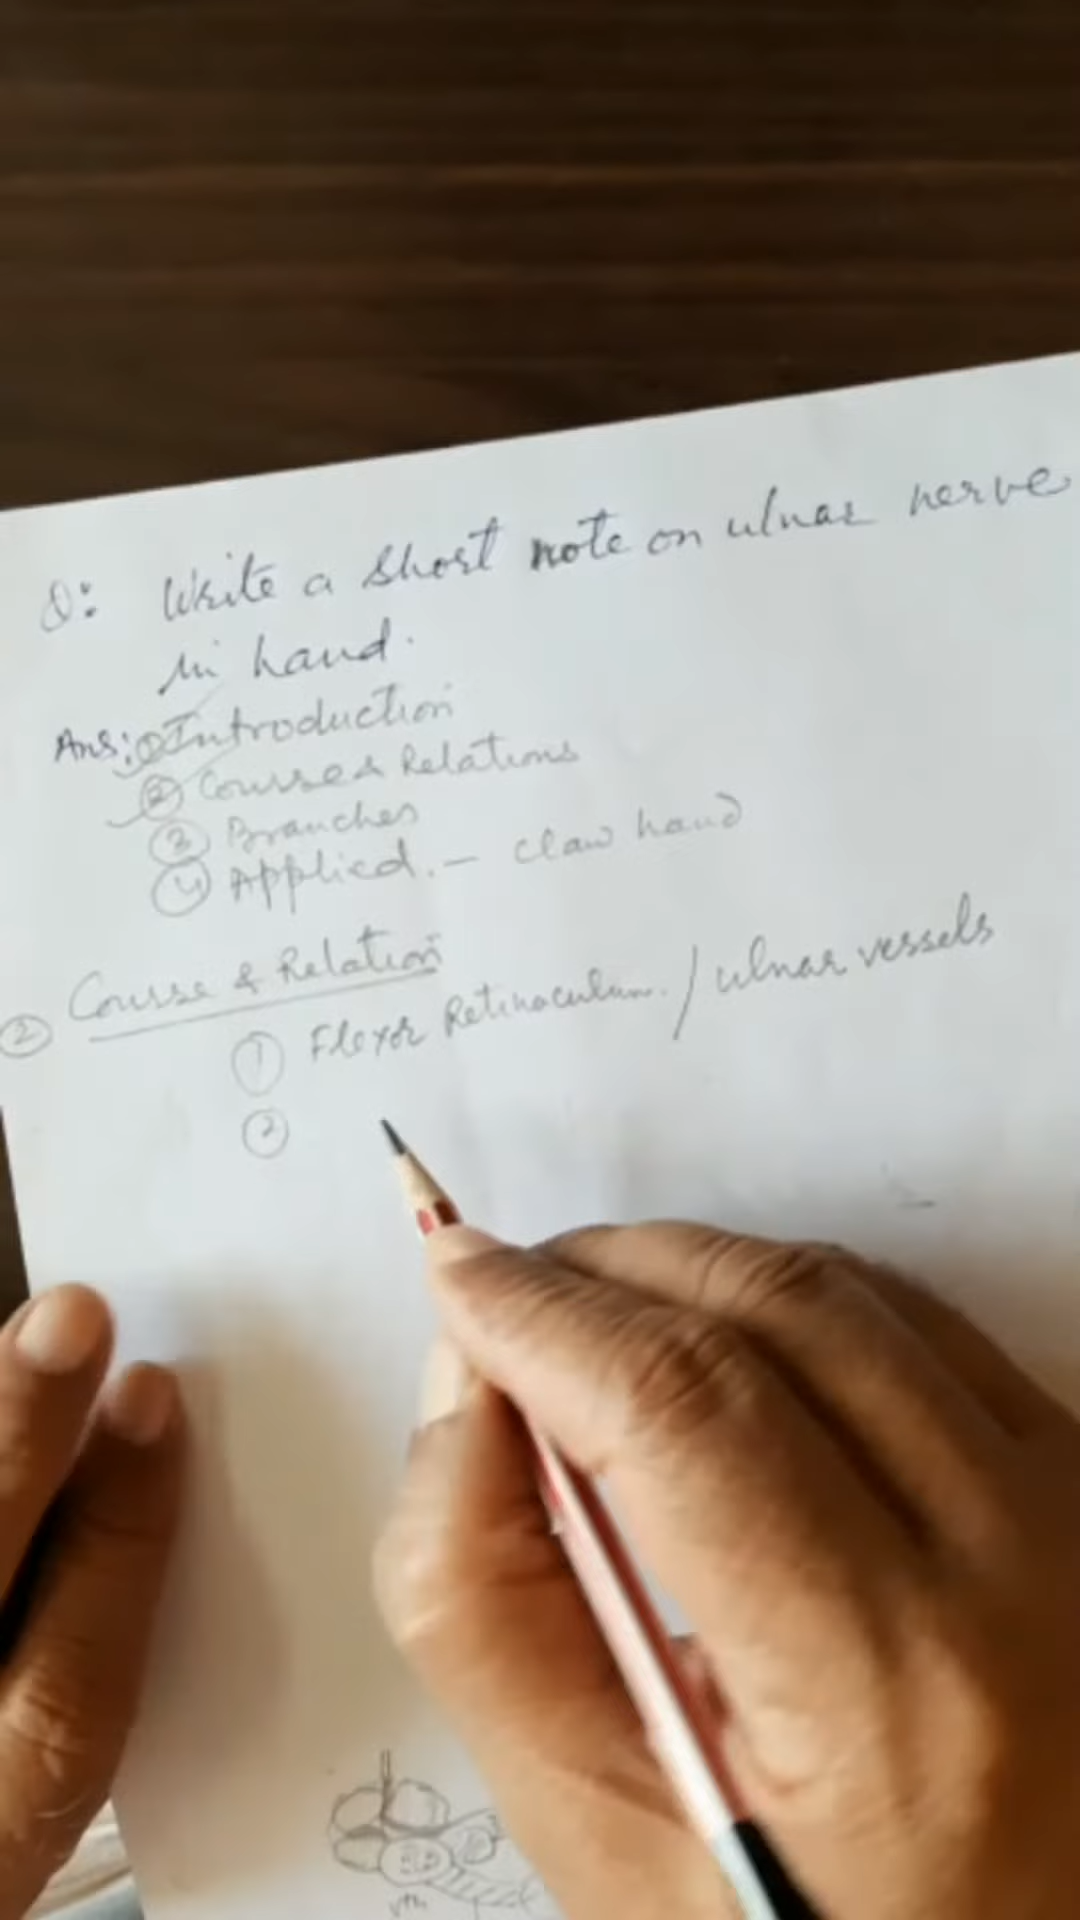 Q: Write a short note on ulnar nerve
in hand.
Ans: ① Introduction
② Course & Relations
③ Branches
④ Applied. - claw hand
② Course & Relation
① Flexor Retinaculum. / ulnar vessels
②
Vth